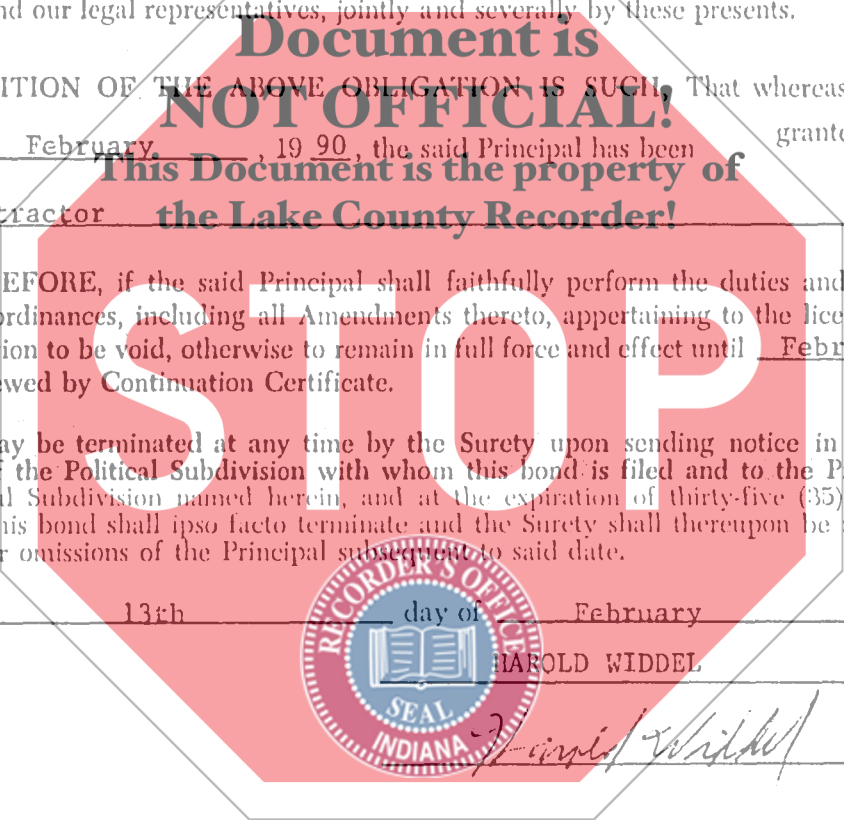 nd our legal representatives, jointly and severally by these presents.
Document is
ITION OF THE ABOVE OBLIGATION IS SUCH, That whereas
NOT OFFICIAL!
February , 19 90 , the said Principal has been grante
This Document is the property of
tractor
the Lake County Recorder!
EFORE, if the said Principal shall faithfully perform the duties and
ordinances, including all Amendments thereto, appertaining to the lice
ion to be void, otherwise to remain in full force and effect until Febr
ewed by Continuation Certificate.
STOP
ay be terminated at any time by the Surety upon sending notice in
f the Political Subdivision with whom this bond is filed and to the P
al Subdivision named herein, and at the expiration of thirty-five (35)
his bond shall ipso facto terminate and the Surety shall thereupon be
r omissions of the Principal subsequent to said date.
13th day of February
RECORDER'S OFFICE
HAROLD WIDDEL
SEAL
INDIANA
Harold Widdel